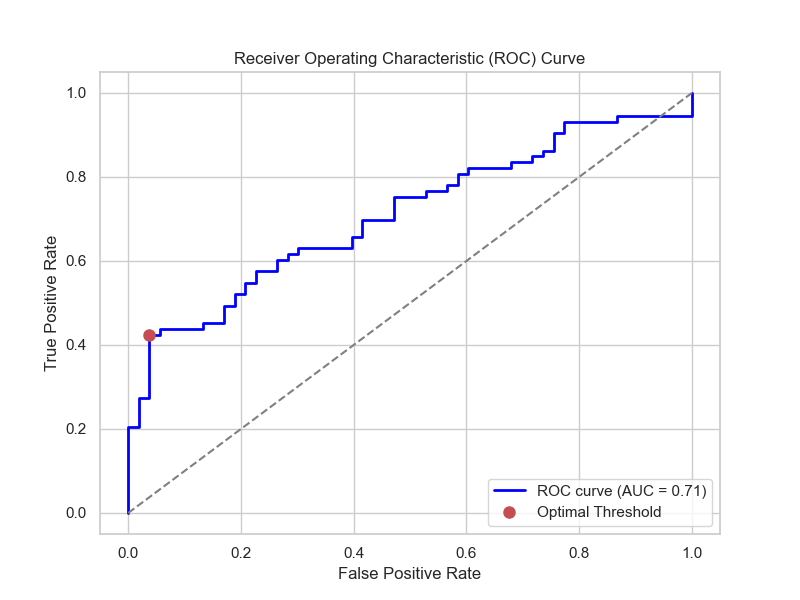 Receiver Operating Characteristic (ROC) Curve
True Positive Rate
1.0
0.8
0.6
0.4
0.2
0.0
ROC curve (AUC = 0.71)
Optimal Threshold
0.0 0.2 0.4 0.6 0.8 1.0
False Positive Rate